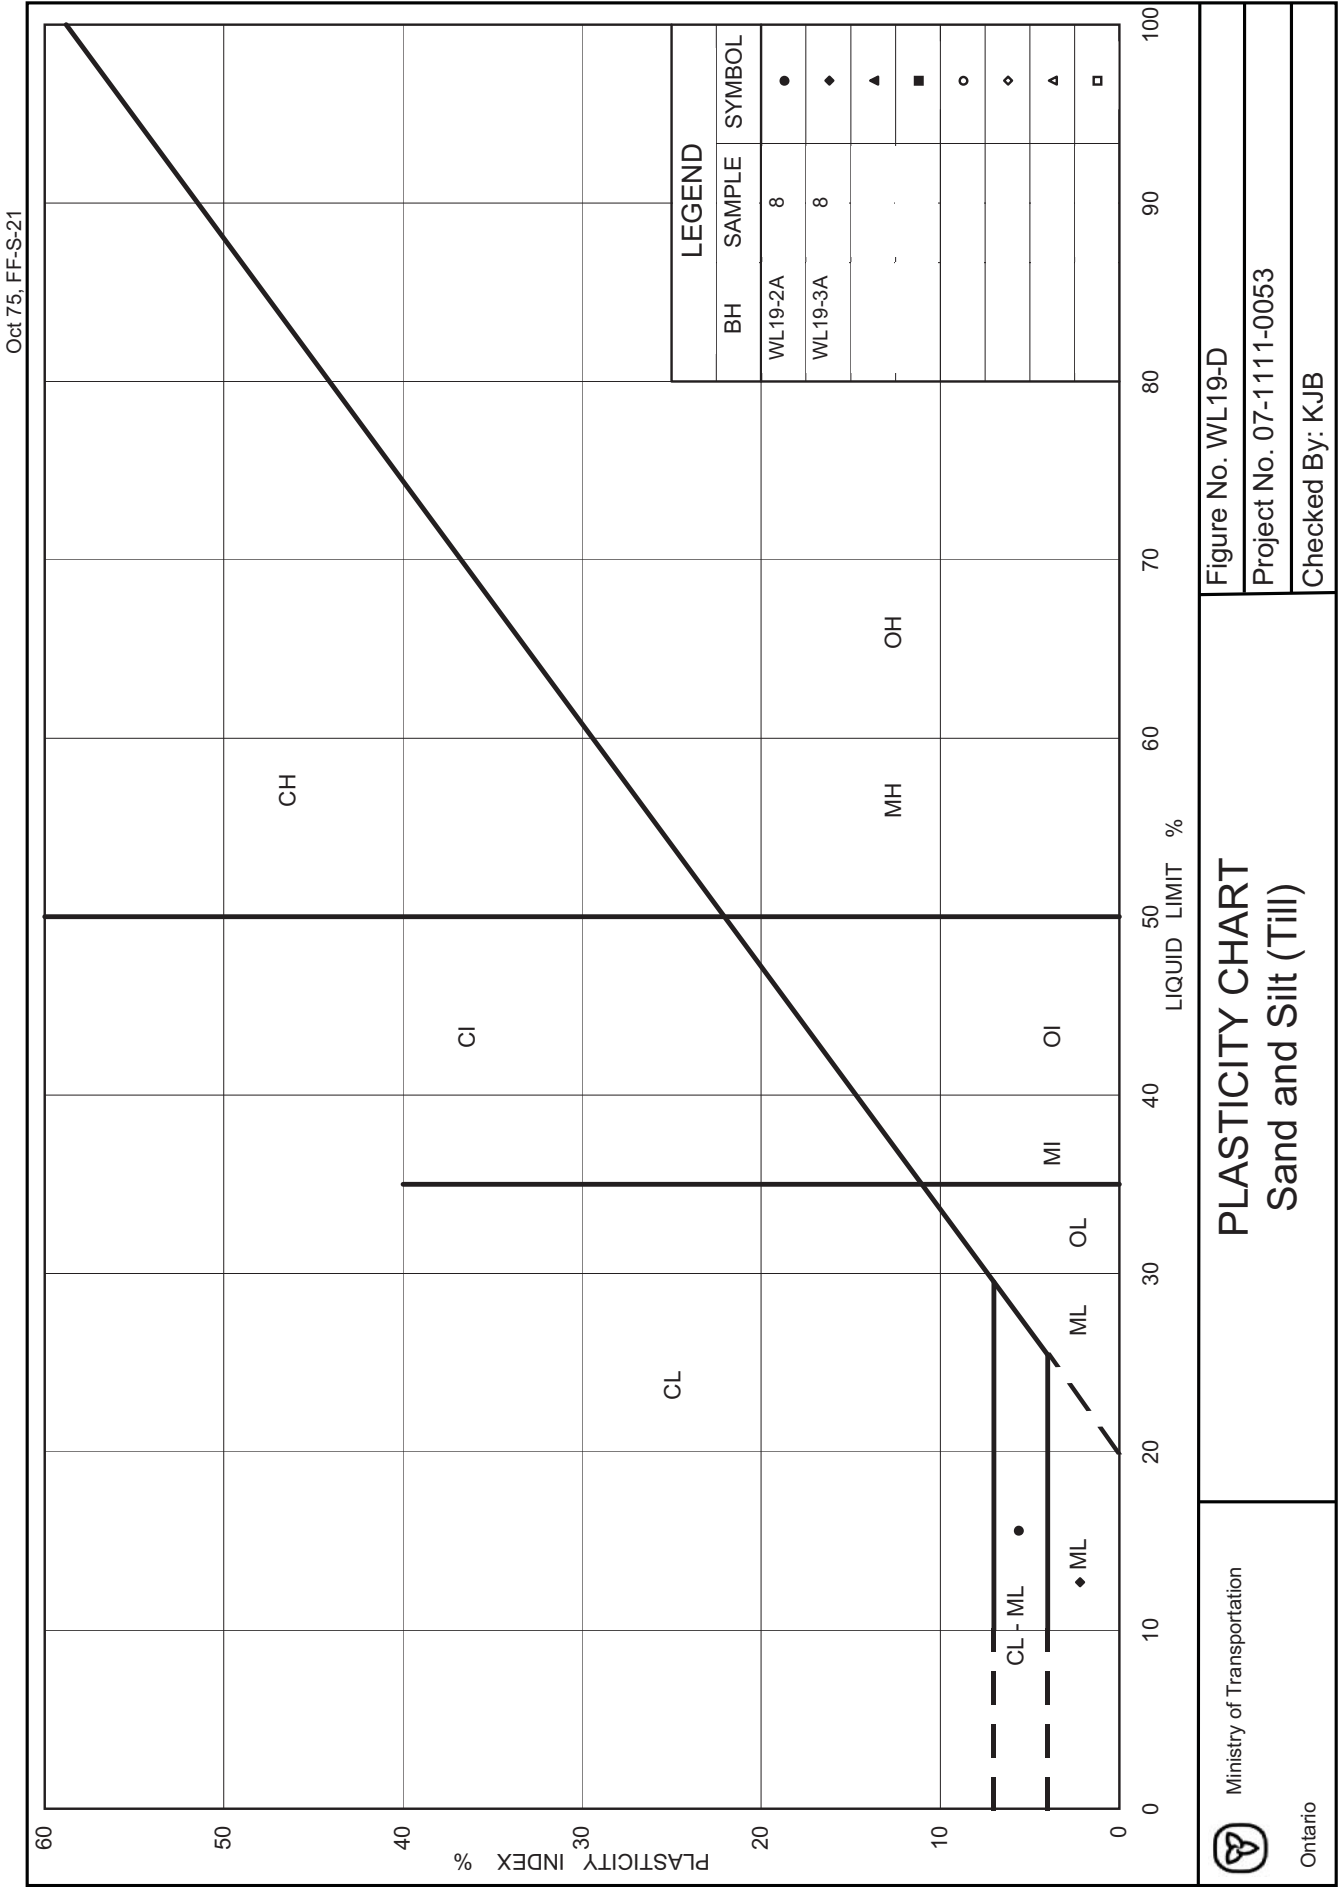 Oct 75, FF-S-21
PLASTICITY INDEX %
60
50
40
30
20
10
0
CH
CI
CL
CL - ML
ML
ML
OL
MI
OI
MH
OH
LEGEND
BH SAMPLE SYMBOL
WL19-2A 8
WL19-3A 8
0 10 20 30 40 50 60 70 80 90 100
LIQUID LIMIT %
Ministry of Transportation
Ontario
PLASTICITY CHART
Sand and Silt (Till)
Figure No. WL19-D
Project No. 07-1111-0053
Checked By: KJB